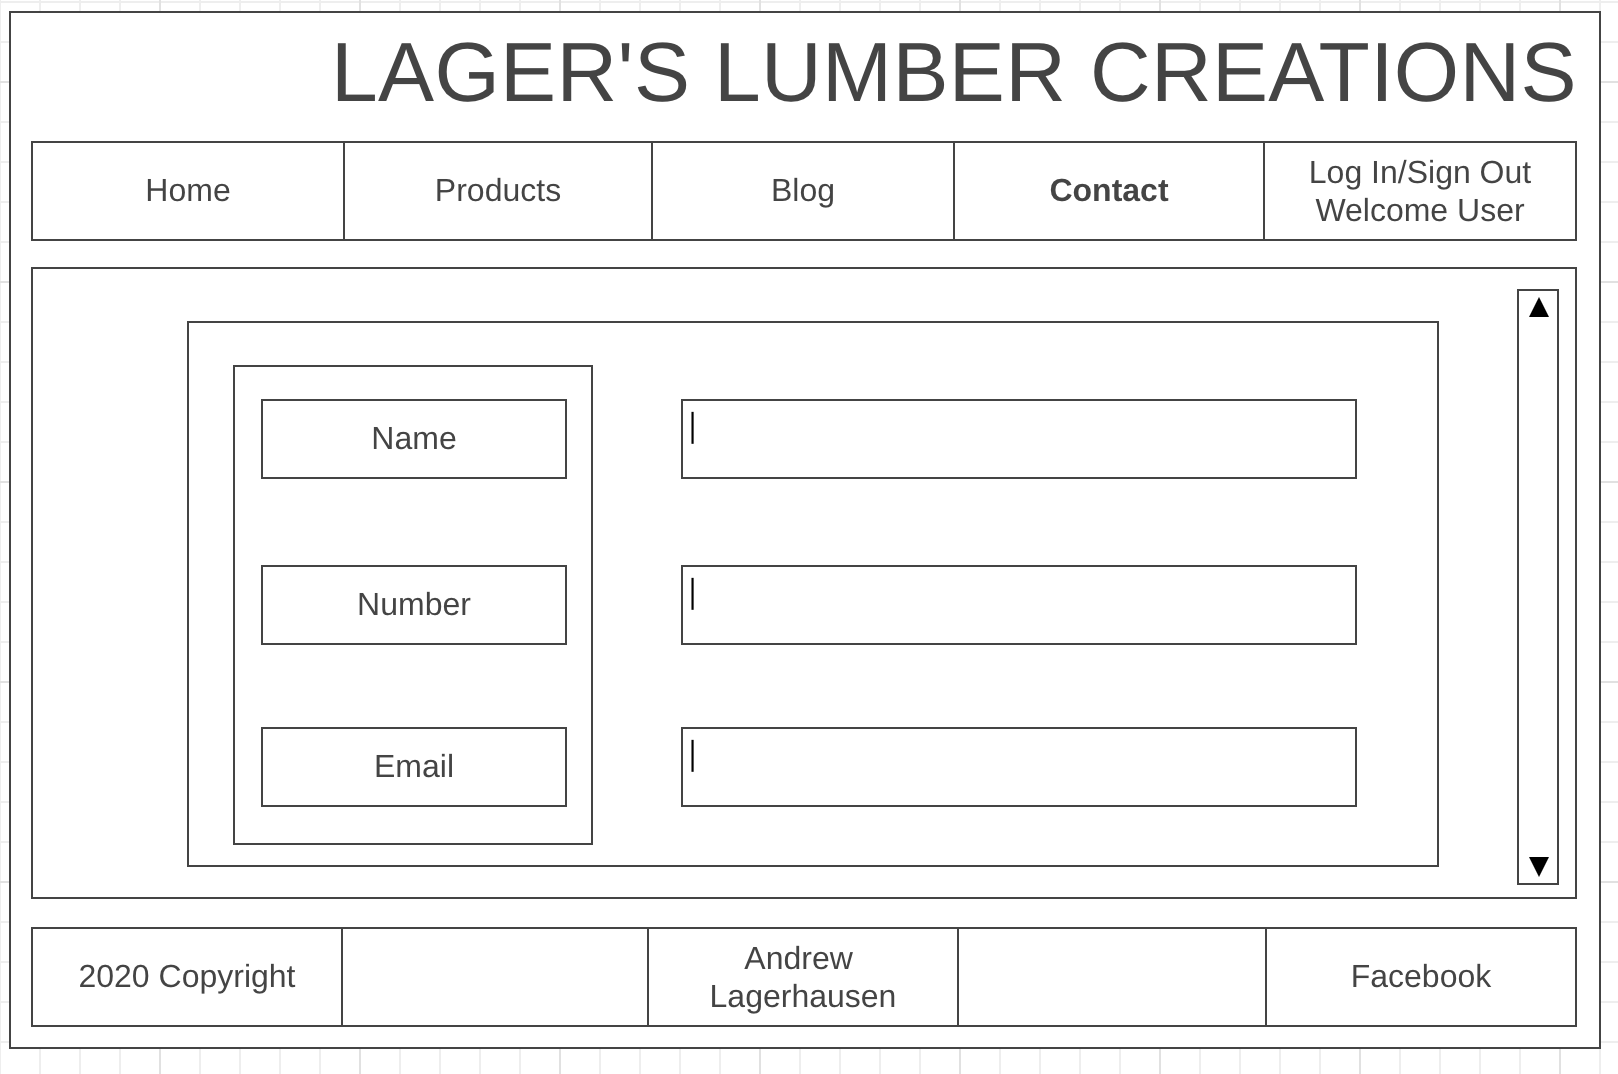 LAGER'S LUMBER CREATIONS
Home
Products
Blog
Contact
Log In/Sign Out
Welcome User
Name
Number
Email
2020 Copyright
Andrew
Lagerhausen
Facebook